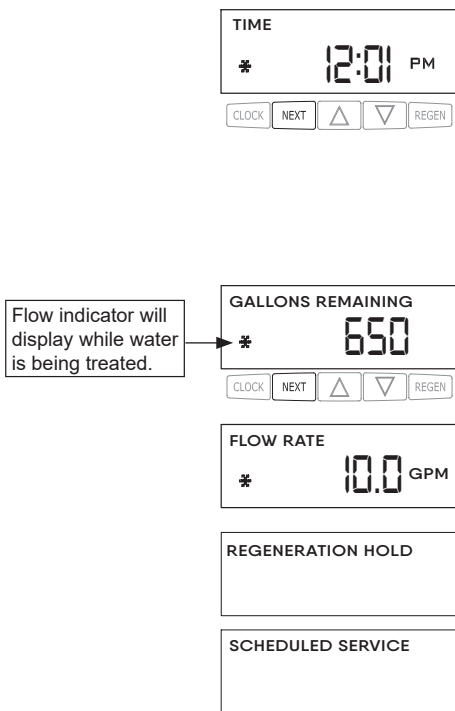 TIME
* 12:01 PM
CLOCK NEXT REGEN
Flow indicator will
display while water
is being treated.
GALLONS REMAINING
* 650
CLOCK NEXT REGEN
FLOW RATE
* 10.0 GPM
REGENERATION HOLD
SCHEDULED SERVICE